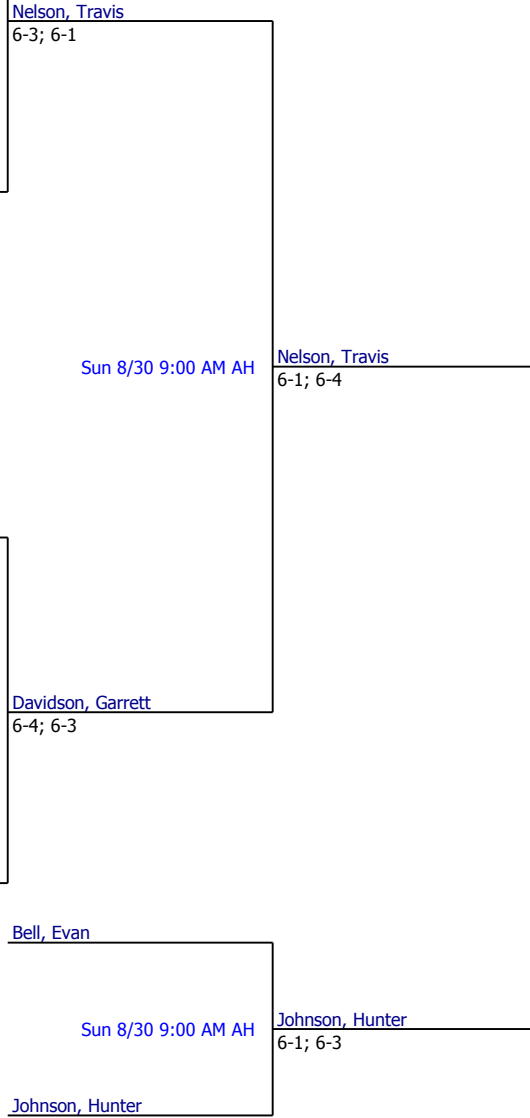 Nelson, Travis
6-3; 6-1
Sun 8/30 9:00 AM AH
Nelson, Travis
6-1; 6-4
Davidson, Garrett
6-4; 6-3
Bell, Evan
Sun 8/30 9:00 AM AH
Johnson, Hunter
6-1; 6-3
Johnson, Hunter